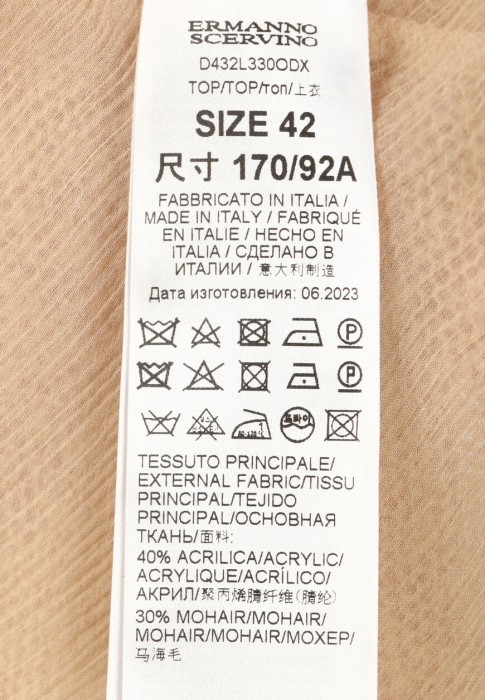 ERMANNO
SCERVINO
D432L330ODX
TOP/TOP/топ/上衣
SIZE 42
尺寸 170/92A
FABBRICATO IN ITALIA /
MADE IN ITALY / FABRIQUÉ
EN ITALIE / HECHO EN
ITALIA / СДЕЛАНО В
ИТАЛИИ / 意大利制造
Дата изготовления: 06.2023
P
P
드라이
TESSUTO PRINCIPALE/
EXTERNAL FABRIC/TISSU
PRINCIPAL/TEJIDO
PRINCIPAL/ОСНОВНАЯ
ТКАНЬ/面料:
40% ACRILICA/ACRYLIC/
ACRYLIQUE/ACRÍLICO/
АКРИЛ/聚丙烯腈纤维(腈纶)
30% MOHAIR/MOHAIR/
MOHAIR/MOHAIR/МОХЕР/
马海毛